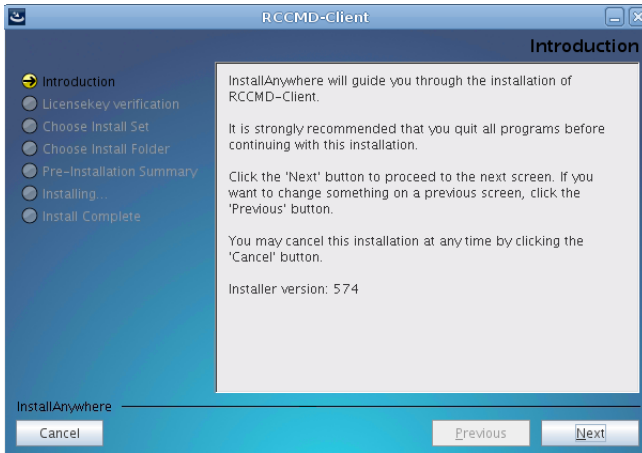 RCCMD-Client
Introduction
Introduction
Licensekey verification
Choose Install Set
Choose Install Folder
Pre-Installation Summary
Installing...
Install Complete
InstallAnywhere will guide you through the installation of
RCCMD-Client.
It is strongly recommended that you quit all programs before
continuing with this installation.
Click the 'Next' button to proceed to the next screen. If you
want to change something on a previous screen, click the
'Previous' button.
You may cancel this installation at any time by clicking the
'Cancel' button.
Installer version: 574
InstallAnywhere
Cancel
Previous
Next